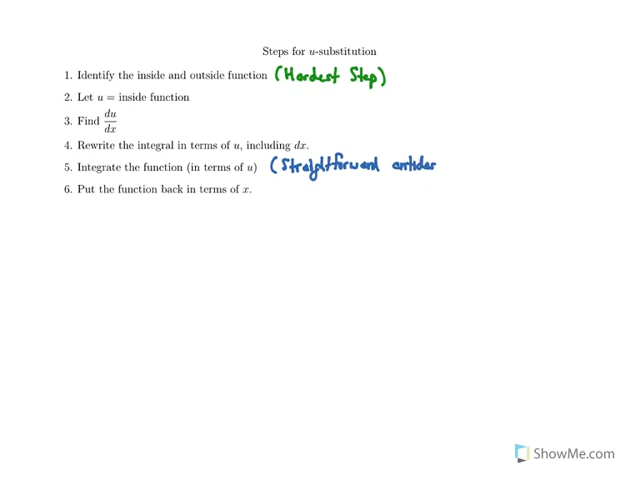 Steps for u-substitution
1. Identify the inside and outside function (Hardest Step)
2. Let u = inside function
3. Find du/dx
4. Rewrite the integral in terms of u, including dx.
5. Integrate the function (in terms of u) (Straightforward antider
6. Put the function back in terms of x.
ShowMe.com